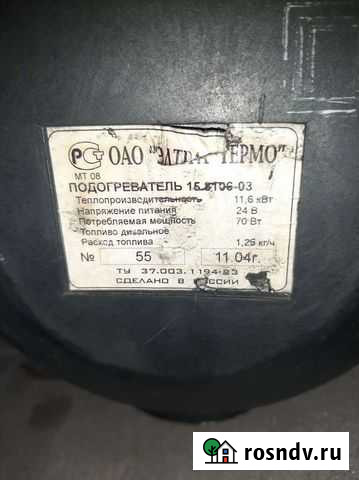 РСТ ОАО "ЭЛТРА-ТЕРМО"
МТ 08
ПОДОГРЕВАТЕЛЬ 15.8106-03
Теплопроизводительность 11,6 кВт
Напряжение питания 24 В
Потребляемая мощность 70 Вт
Топливо дизельное
Расход топлива 1,25 кг/ч
№ 55 11.04г.
ТУ 37.003.1194-83
СДЕЛАНО В РОССИИ
rosndv.ru